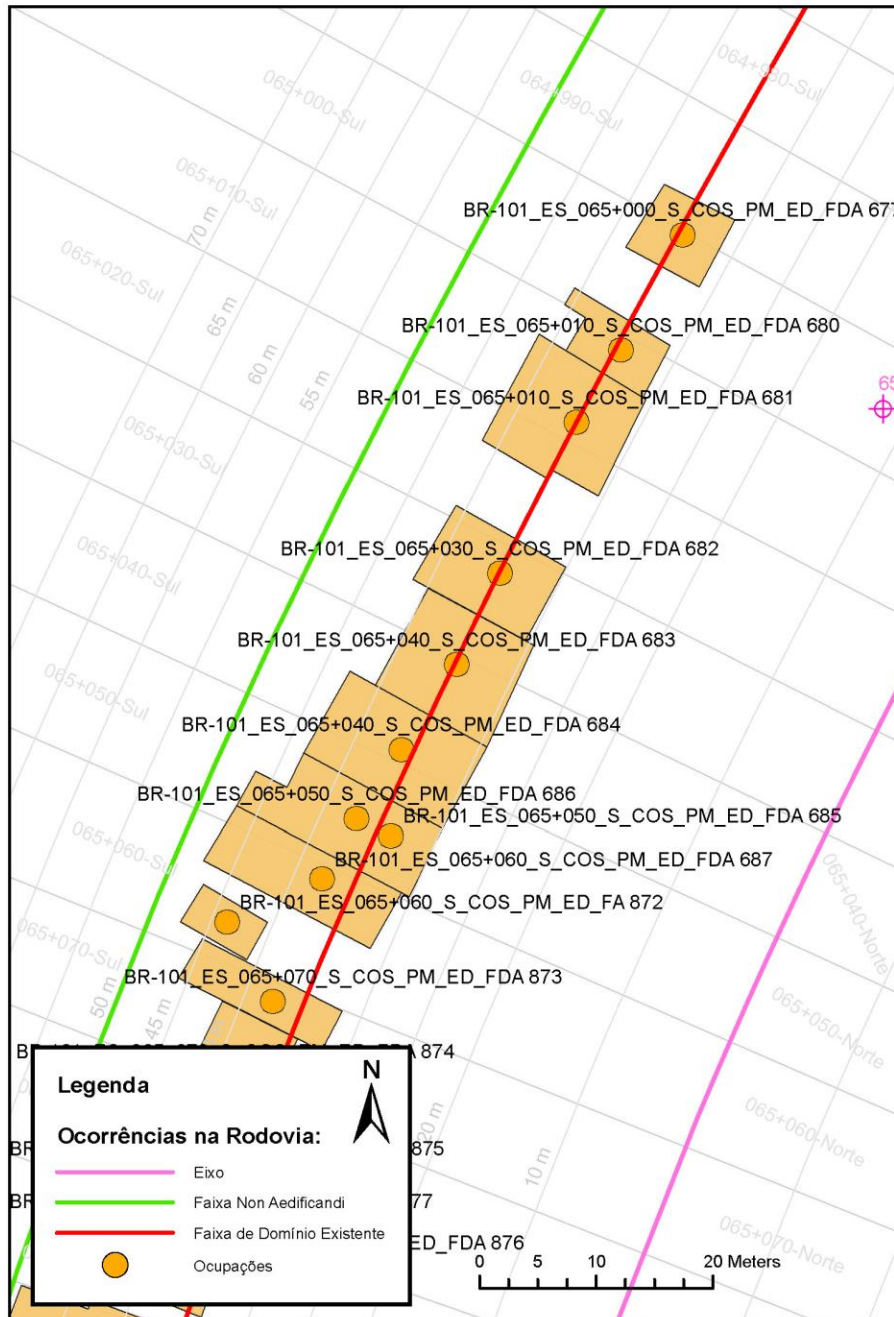 064+980-Sul
064+990-Sul
065+000-Sul
065+010-Sul
70 m
BR-101_ES_065+000_S_COS_PM_ED_FDA 677
065+020-Sul
65 m
BR-101_ES_065+010_S_COS_PM_ED_FDA 680
60 m
55 m
65
BR-101_ES_065+010_S_COS_PM_ED_FDA 681
065+030-Sul
BR-101_ES_065+030_S_COS_PM_ED_FDA 682
065+040-Sul
BR-101_ES_065+040_S_COS_PM_ED_FDA 683
065+050-Sul
BR-101_ES_065+040_S_COS_PM_ED_FDA 684
BR-101_ES_065+050_S_COS_PM_ED_FDA 686
BR-101_ES_065+050_S_COS_PM_ED_FDA 685
065+060-Sul
BR-101_ES_065+060_S_COS_PM_ED_FDA 687
BR-101_ES_065+060_S_COS_PM_ED_FA 872
065+040-Norte
065+070-Sul
BR-101_ES_065+070_S_COS_PM_ED_FDA 873
50 m
45 m
065+050-Norte
874
Legenda
N
Ocorrências na Rodovia:
20 m
065+060-Norte
BR
875
10 m
Eixo
Faixa Non Aedificandi
BR
77
Faixa de Domínio Existente
065+070-Norte
ED_FDA 876
Ocupações
0 5 10 20 Meters